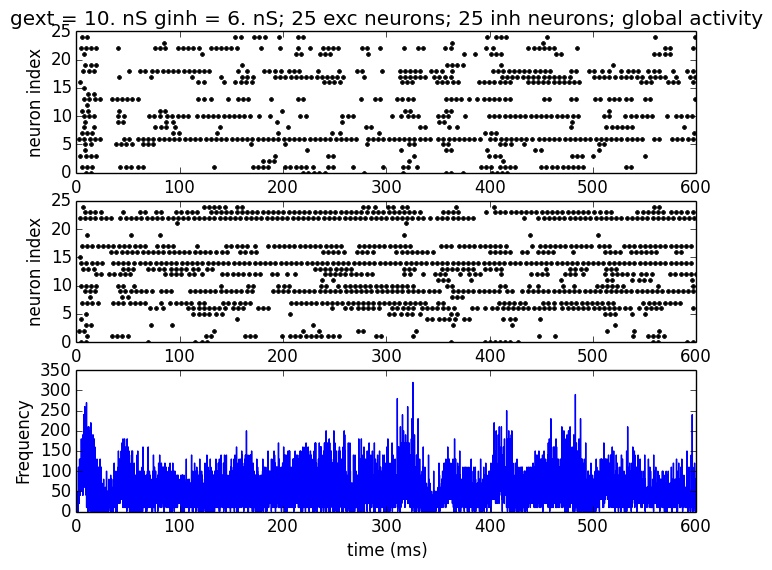 gext = 10. nS ginh = 6. nS; 25 exc neurons; 25 inh neurons; global activity
25
20
15
10
5
0
neuron index
0 100 200 300 400 500 600
25
20
15
10
5
0
neuron index
0 100 200 300 400 500 600
350
300
250
200
150
100
50
0
Frequency
0 100 200 300 400 500 600
time (ms)